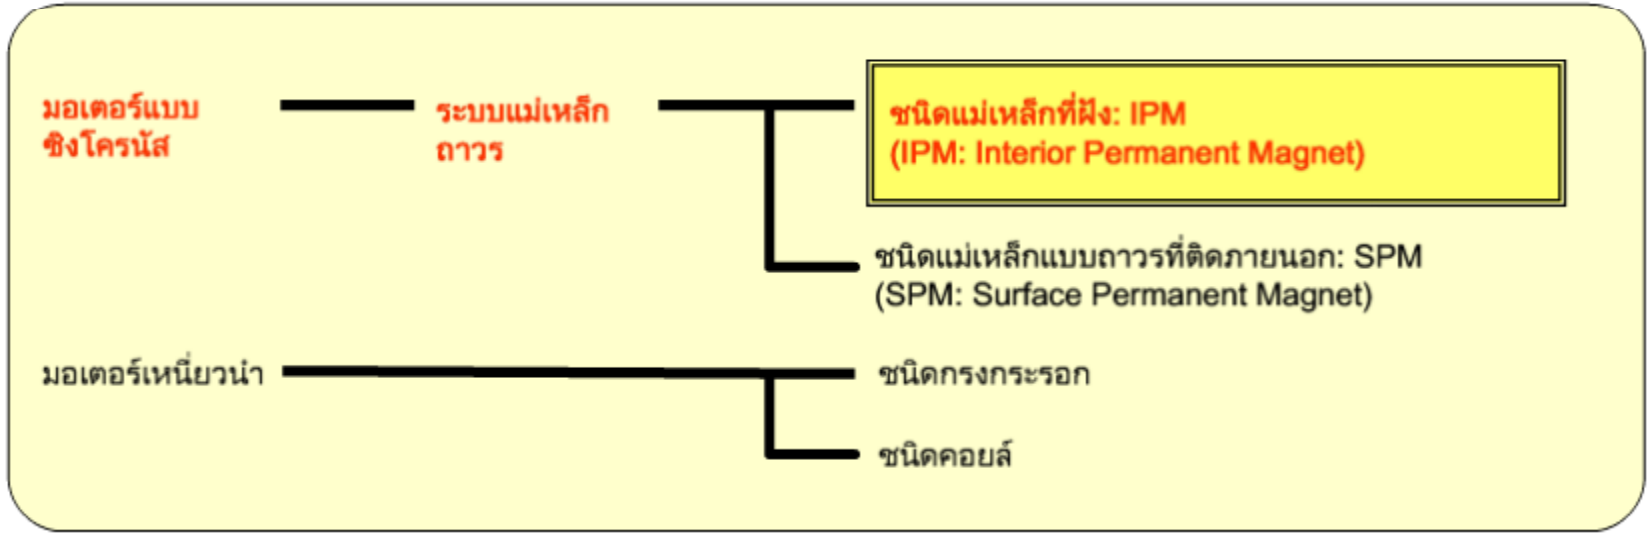 มอเตอร์แบบ
ซิงโครนัส
ระบบแม่เหล็ก
ถาวร
ชนิดแม่เหล็กที่ฝัง: IPM
(IPM: Interior Permanent Magnet)
ชนิดแม่เหล็กแบบถาวรที่ติดภายนอก: SPM
(SPM: Surface Permanent Magnet)
มอเตอร์เหนี่ยวนำ
ชนิดกรงกระรอก
ชนิดคอยล์